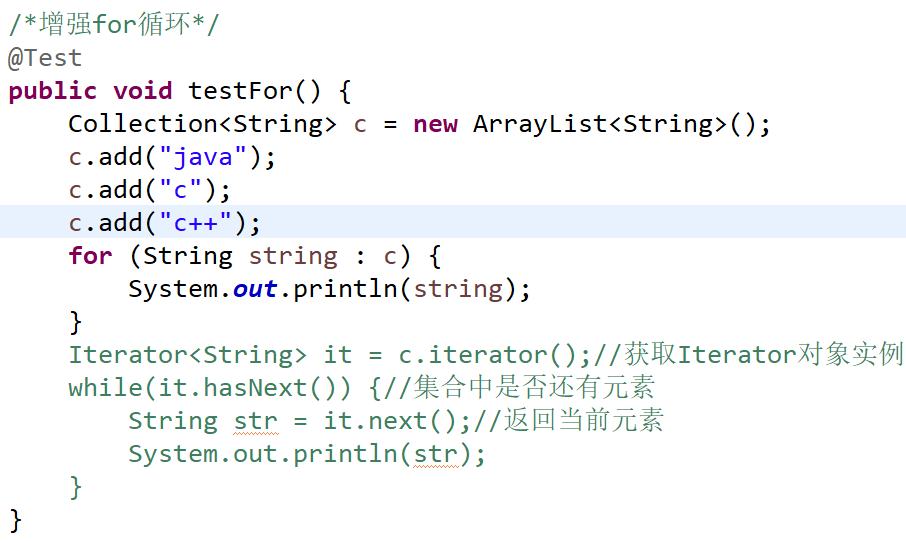 /*增强for循环*/
@Test
public void testFor() {
    Collection<String> c = new ArrayList<String>();
    c.add("java");
    c.add("c");
    c.add("c++");
    for (String string : c) {
        System.out.println(string);
    }
    Iterator<String> it = c.iterator();//获取Iterator对象实例
    while(it.hasNext()) {//集合中是否还有元素
        String str = it.next();//返回当前元素
        System.out.println(str);
    }
}